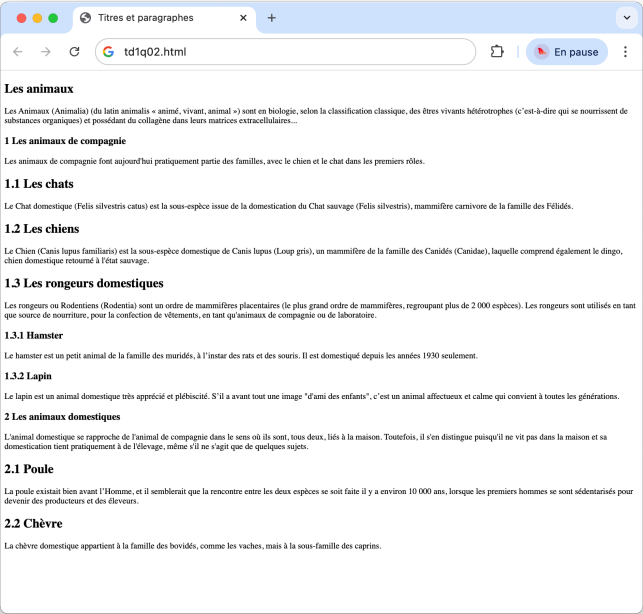 Titres et paragraphes
td1q02.html
En pause
Les animaux
Les Animaux (Animalia) (du latin animalis « animé, vivant, animal ») sont en biologie, selon la classification classique, des êtres vivants hétérotrophes (c’est-à-dire qui se nourrissent de
substances organiques) et possédant du collagène dans leurs matrices extracellulaires...
1 Les animaux de compagnie
Les animaux de compagnie font aujourd'hui pratiquement partie des familles, avec le chien et le chat dans les premiers rôles.
1.1 Les chats
Le Chat domestique (Felis silvestris catus) est la sous-espèce issue de la domestication du Chat sauvage (Felis silvestris), mammifère carnivore de la famille des Félidés.
1.2 Les chiens
Le Chien (Canis lupus familiaris) est la sous-espèce domestique de Canis lupus (Loup gris), un mammifère de la famille des Canidés (Canidae), laquelle comprend également le dingo,
chien domestique retourné à l'état sauvage.
1.3 Les rongeurs domestiques
Les rongeurs ou Rodentiens (Rodentia) sont un ordre de mammifères placentaires (le plus grand ordre de mammifères, regroupant plus de 2 000 espèces). Les rongeurs sont utilisés en tant
que source de nourriture, pour la confection de vêtements, en tant qu'animaux de compagnie ou de laboratoire.
1.3.1 Hamster
Le hamster est un petit animal de la famille des muridés, à l’instar des rats et des souris. Il est domestiqué depuis les années 1930 seulement.
1.3.2 Lapin
Le lapin est un animal domestique très apprécié et plébiscité. S’il a avant tout une image "d'ami des enfants", c’est un animal affectueux et calme qui convient à toutes les générations.
2 Les animaux domestiques
L'animal domestique se rapproche de l'animal de compagnie dans le sens où ils sont, tous deux, liés à la maison. Toutefois, il s'en distingue puisqu'il ne vit pas dans la maison et sa
domestication tient pratiquement à de l'élevage, même s'il ne s'agit que de quelques sujets.
2.1 Poule
La poule existait bien avant l’Homme, et il semblerait que la rencontre entre les deux espèces se soit faite il y a environ 10 000 ans, lorsque les premiers hommes se sont sédentarisés pour
devenir des producteurs et des éleveurs.
2.2 Chèvre
La chèvre domestique appartient à la famille des bovidés, comme les vaches, mais à la sous-famille des caprins.